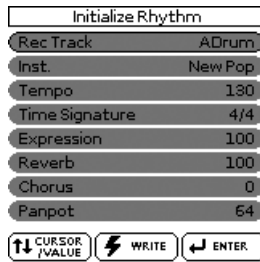 Initialize Rhythm
Rec Track ADrum
Inst. New Pop
Tempo 130
Time Signature 4/4
Expression 100
Reverb 100
Chorus 0
Panpot 64
CURSOR
/VALUE
WRITE
ENTER